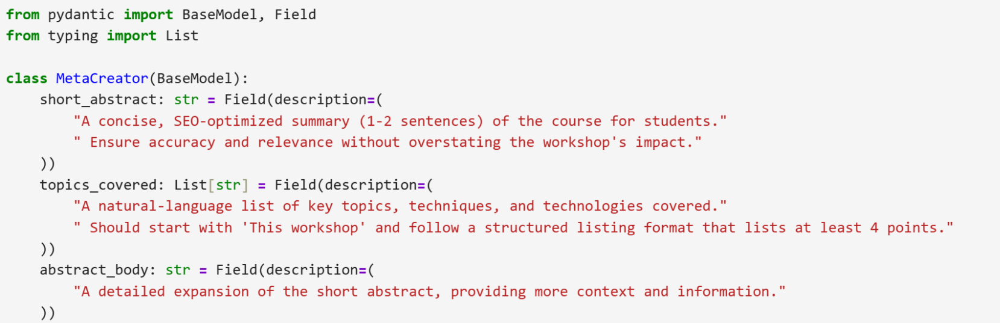 from pydantic import BaseModel, Field
from typing import List

class MetaCreator(BaseModel):
    short_abstract: str = Field(description=(
        "A concise, SEO-optimized summary (1-2 sentences) of the course for students."
        " Ensure accuracy and relevance without overstating the workshop's impact."
    ))
    topics_covered: List[str] = Field(description=(
        "A natural-language list of key topics, techniques, and technologies covered."
        " Should start with 'This workshop' and follow a structured listing format that lists at least 4 points."
    ))
    abstract_body: str = Field(description=(
        "A detailed expansion of the short abstract, providing more context and information."
    ))